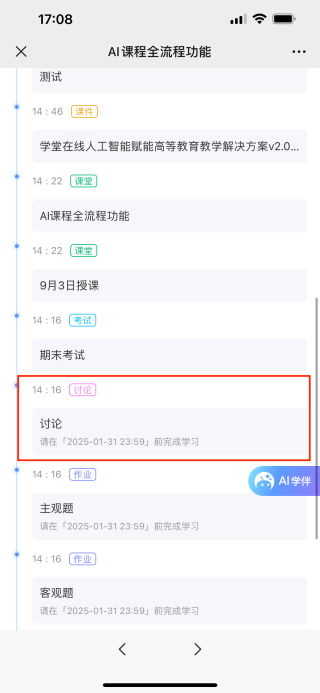 17:08
AI课程全流程功能
测试
14 : 46 课件
学堂在线人工智能赋能高等教育教学解决方案v2.0...
14 : 22 课堂
AI课程全流程功能
14 : 22 课堂
9月3日授课
14 : 16 考试
期末考试
14 : 16 讨论
讨论
请在「2025-01-31 23:59」前完成学习
14 : 16 作业
AI学伴
主观题
请在「2025-01-31 23:59」前完成学习
14 : 16 作业
客观题
请在「2025-01-31 23:59」前完成学习